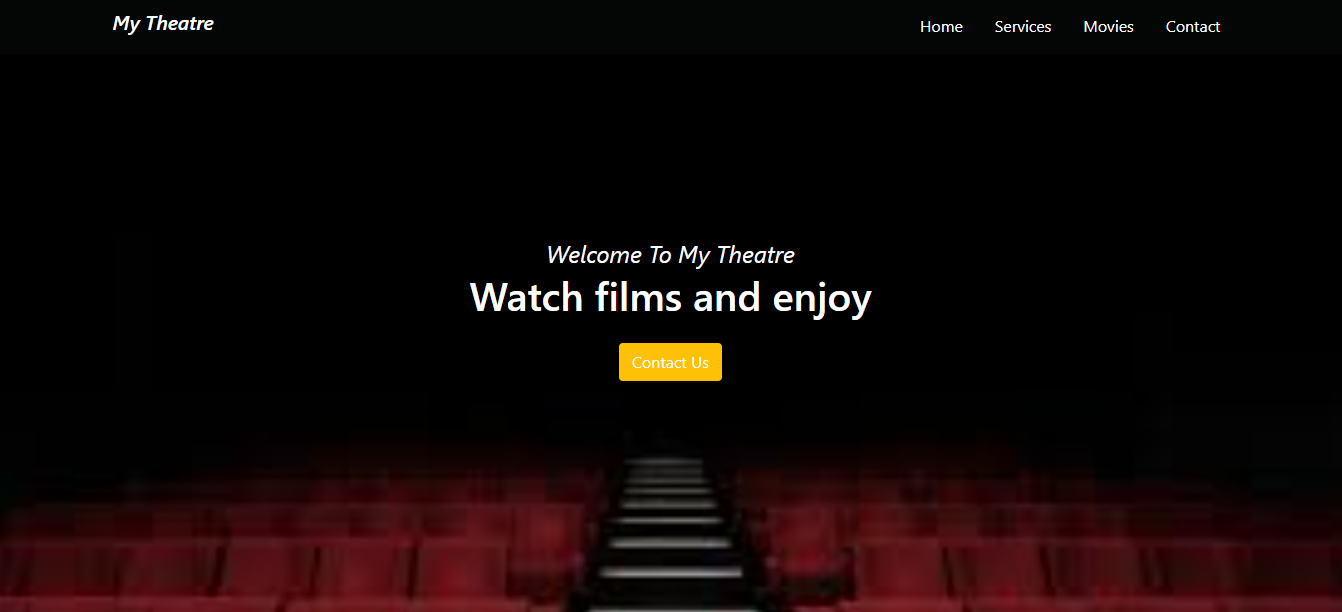 My Theatre
Home Services Movies Contact
Welcome To My Theatre
Watch films and enjoy
Contact Us